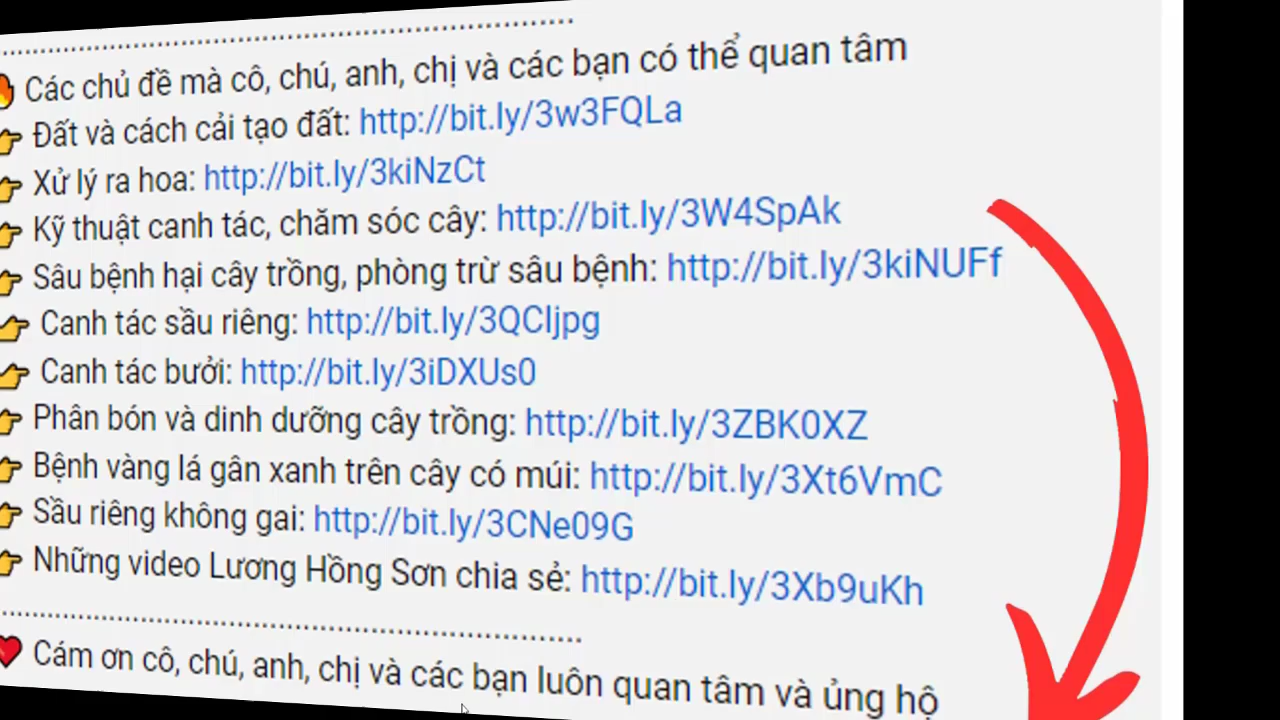 Các chủ đề mà cô, chú, anh, chị và các bạn có thể quan tâm
Đất và cách cải tạo đất: http://bit.ly/3w3FQLa
Xử lý ra hoa: http://bit.ly/3kiNzCt
Kỹ thuật canh tác, chăm sóc cây: http://bit.ly/3W4SpAk
Sâu bệnh hại cây trồng, phòng trừ sâu bệnh: http://bit.ly/3kiNUFf
Canh tác sầu riêng: http://bit.ly/3QCljpg
Canh tác bưởi: http://bit.ly/3iDXUs0
Phân bón và dinh dưỡng cây trồng: http://bit.ly/3ZBK0XZ
Bệnh vàng lá gân xanh trên cây có múi: http://bit.ly/3Xt6VmC
Sầu riêng không gai: http://bit.ly/3CNe09G
Những video Lương Hồng Sơn chia sẻ: http://bit.ly/3Xb9uKh
Cám ơn cô, chú, anh, chị và các bạn luôn quan tâm và ủng hộ